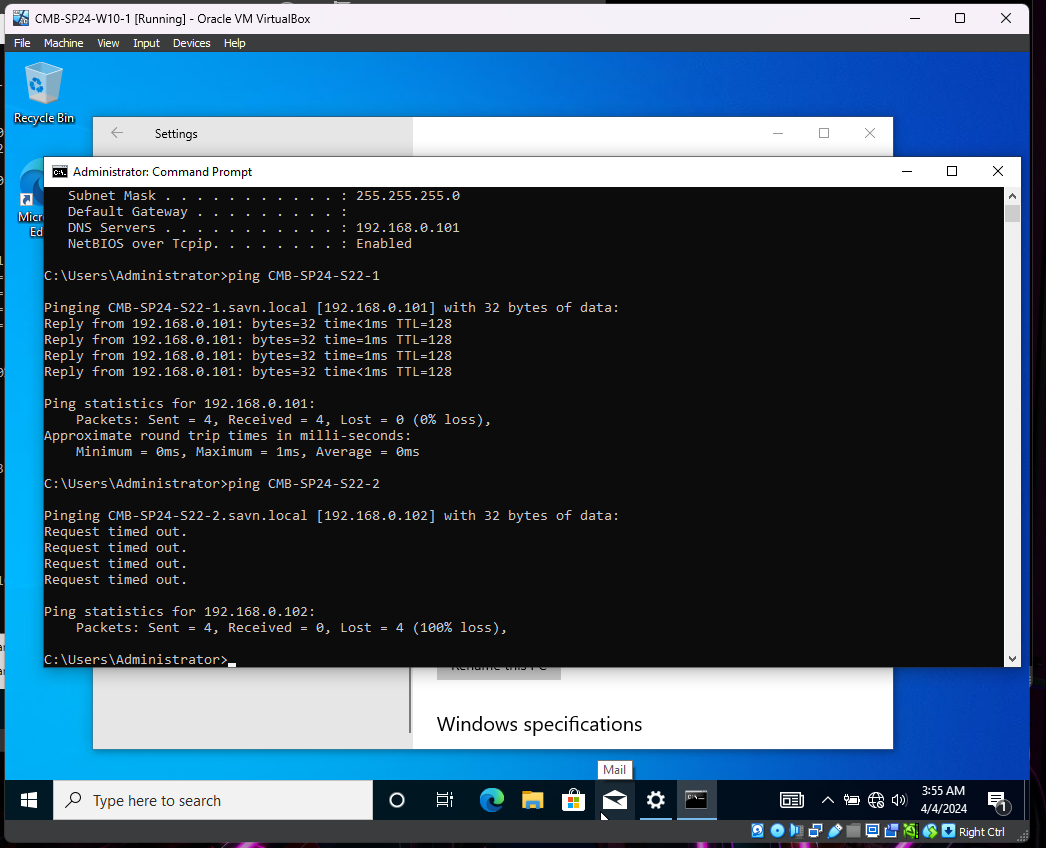 CMB-SP24-W10-1 [Running] - Oracle VM VirtualBox
File Machine View Input Devices Help
Recycle Bin
Settings
Administrator: Command Prompt
Subnet Mask . . . . . . . . . . . : 255.255.255.0
Default Gateway . . . . . . . . . :
DNS Servers . . . . . . . . . . . : 192.168.0.101
NetBIOS over Tcpip. . . . . . . . : Enabled
C:\Users\Administrator>ping CMB-SP24-S22-1
Pinging CMB-SP24-S22-1.savn.local [192.168.0.101] with 32 bytes of data:
Reply from 192.168.0.101: bytes=32 time<1ms TTL=128
Reply from 192.168.0.101: bytes=32 time=1ms TTL=128
Reply from 192.168.0.101: bytes=32 time=1ms TTL=128
Reply from 192.168.0.101: bytes=32 time<1ms TTL=128
Ping statistics for 192.168.0.101:
Packets: Sent = 4, Received = 4, Lost = 0 (0% loss),
Approximate round trip times in milli-seconds:
Minimum = 0ms, Maximum = 1ms, Average = 0ms
C:\Users\Administrator>ping CMB-SP24-S22-2
Pinging CMB-SP24-S22-2.savn.local [192.168.0.102] with 32 bytes of data:
Request timed out.
Request timed out.
Request timed out.
Request timed out.
Ping statistics for 192.168.0.102:
Packets: Sent = 4, Received = 0, Lost = 4 (100% loss),
C:\Users\Administrator>
Rename this PC
Windows specifications
Mail
Type here to search
3:55 AM
4/4/2024
1
Right Ctrl